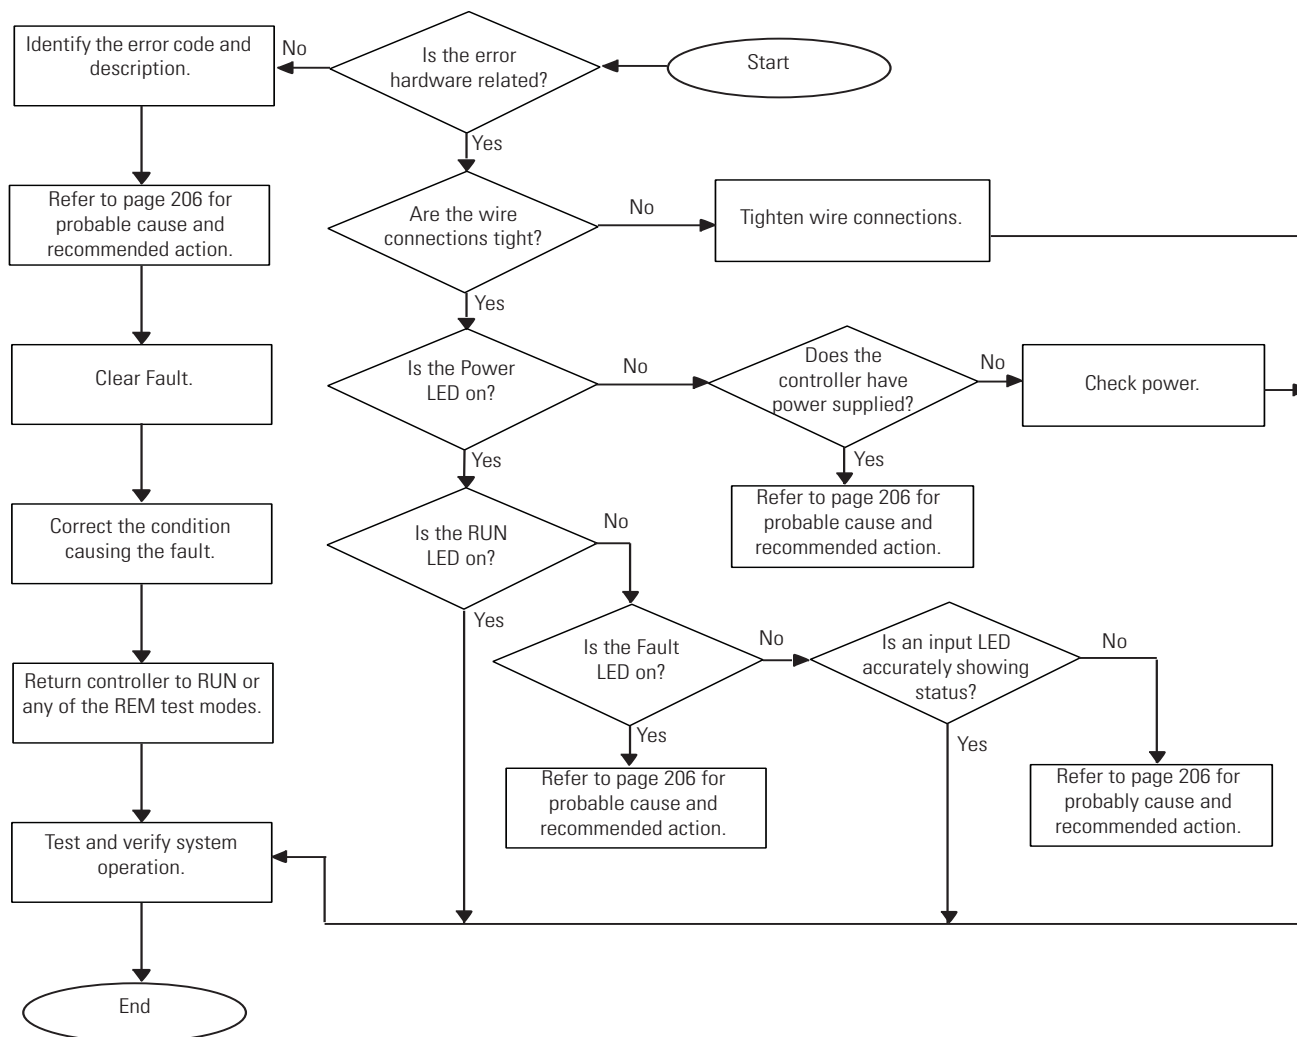 Start
Is the error
hardware related?
No
Identify the error code and
description.
Yes
Refer to page 206 for
probable cause and
recommended action.
Are the wire
connections tight?
No
Tighten wire connections.
Yes
Clear Fault.
Is the Power
LED on?
No
Does the
controller have
power supplied?
No
Check power.
Yes
Yes
Refer to page 206 for
probable cause and
recommended action.
Correct the condition
causing the fault.
Is the RUN
LED on?
No
Yes
Return controller to RUN or
any of the REM test modes.
Is the Fault
LED on?
No
Is an input LED
accurately showing
status?
No
Yes
Yes
Refer to page 206 for
probable cause and
recommended action.
Refer to page 206 for
probably cause and
recommended action.
Test and verify system
operation.
End